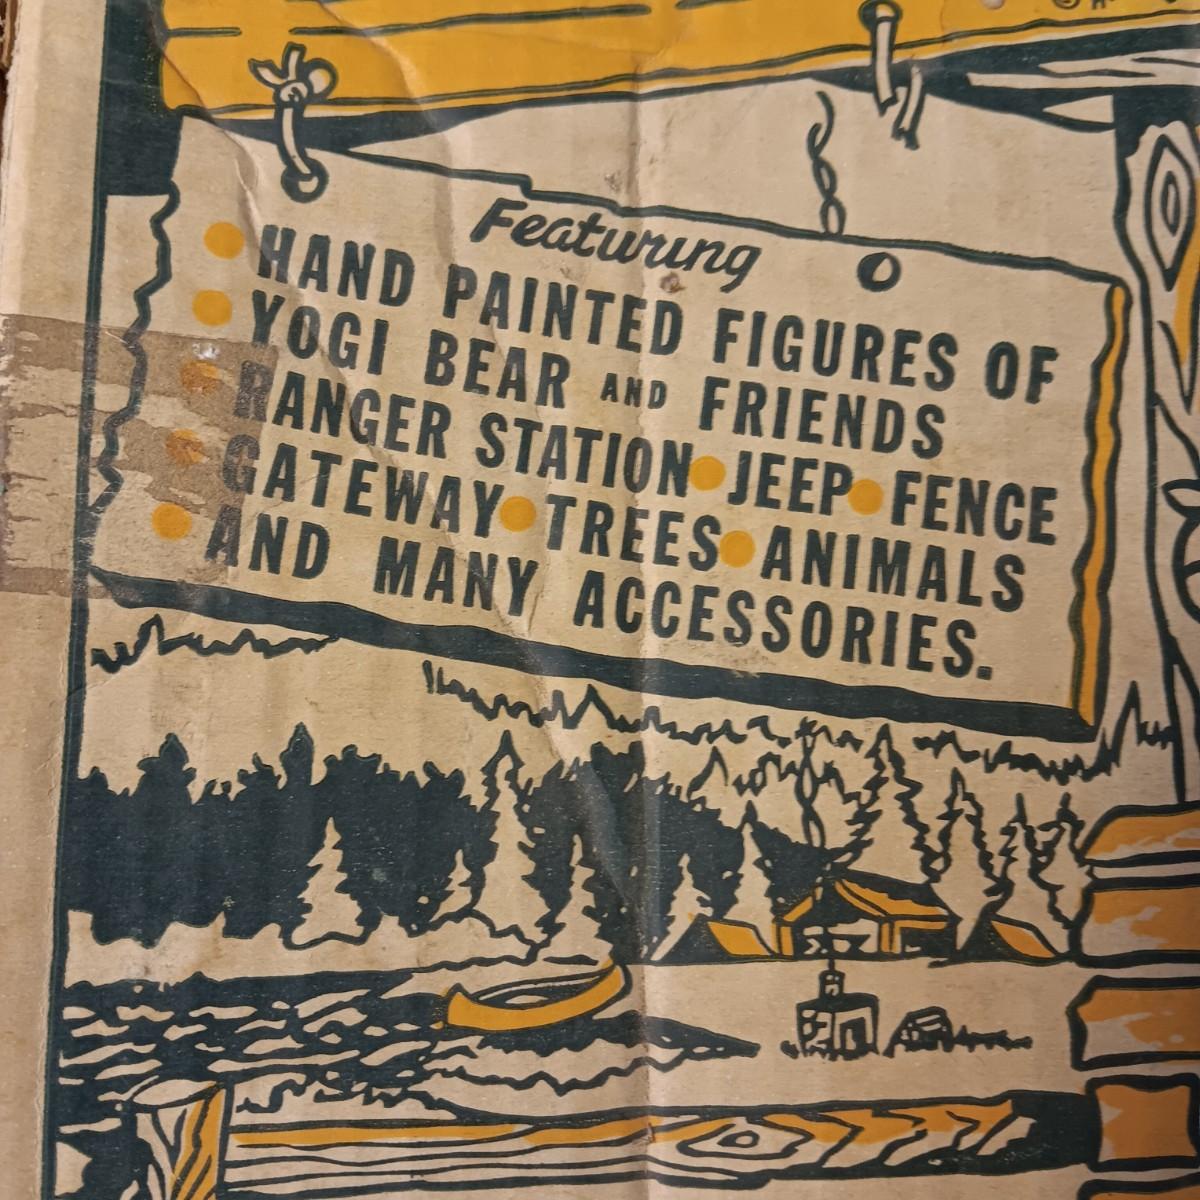 Featuring
• HAND PAINTED FIGURES OF
• YOGI BEAR AND FRIENDS
• RANGER STATION • JEEP • FENCE
• GATEWAY • TREES • ANIMALS
• AND MANY ACCESSORIES.